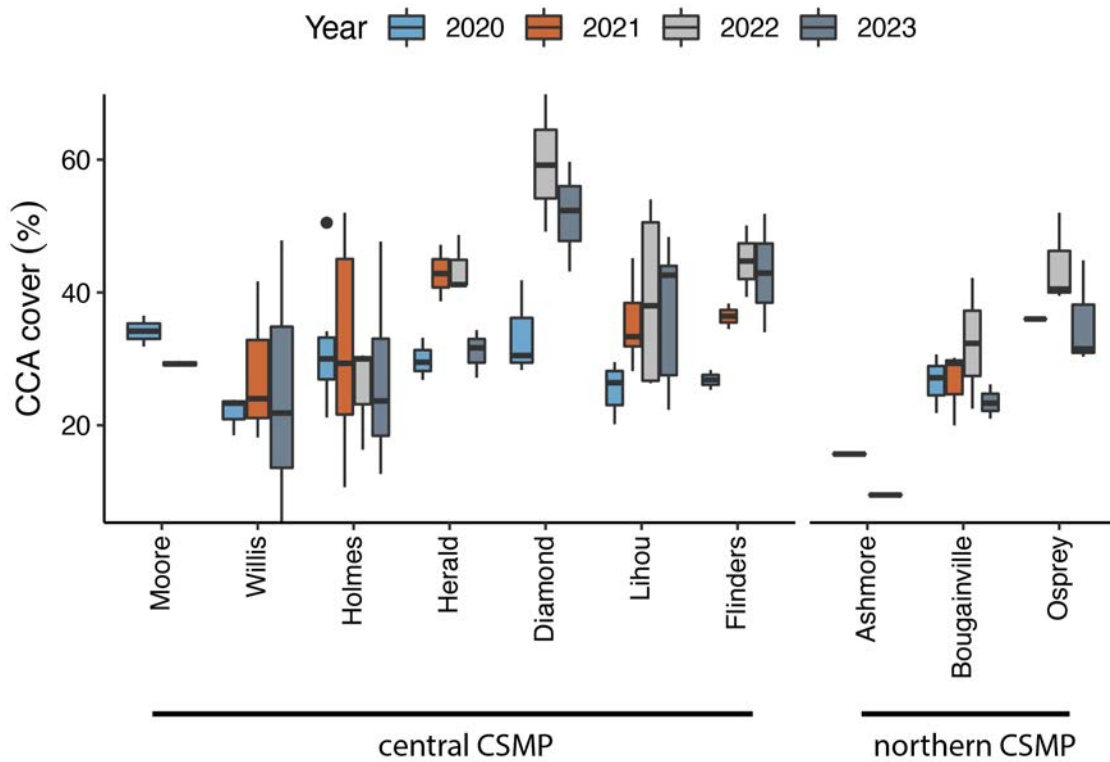 Year 2020 2021 2022 2023
CCA cover (%)
60
40
20
Moore
Willis
Holmes
Herald
Diamond
Lihou
Flinders
Ashmore
Bougainville
Osprey
central CSMP
northern CSMP